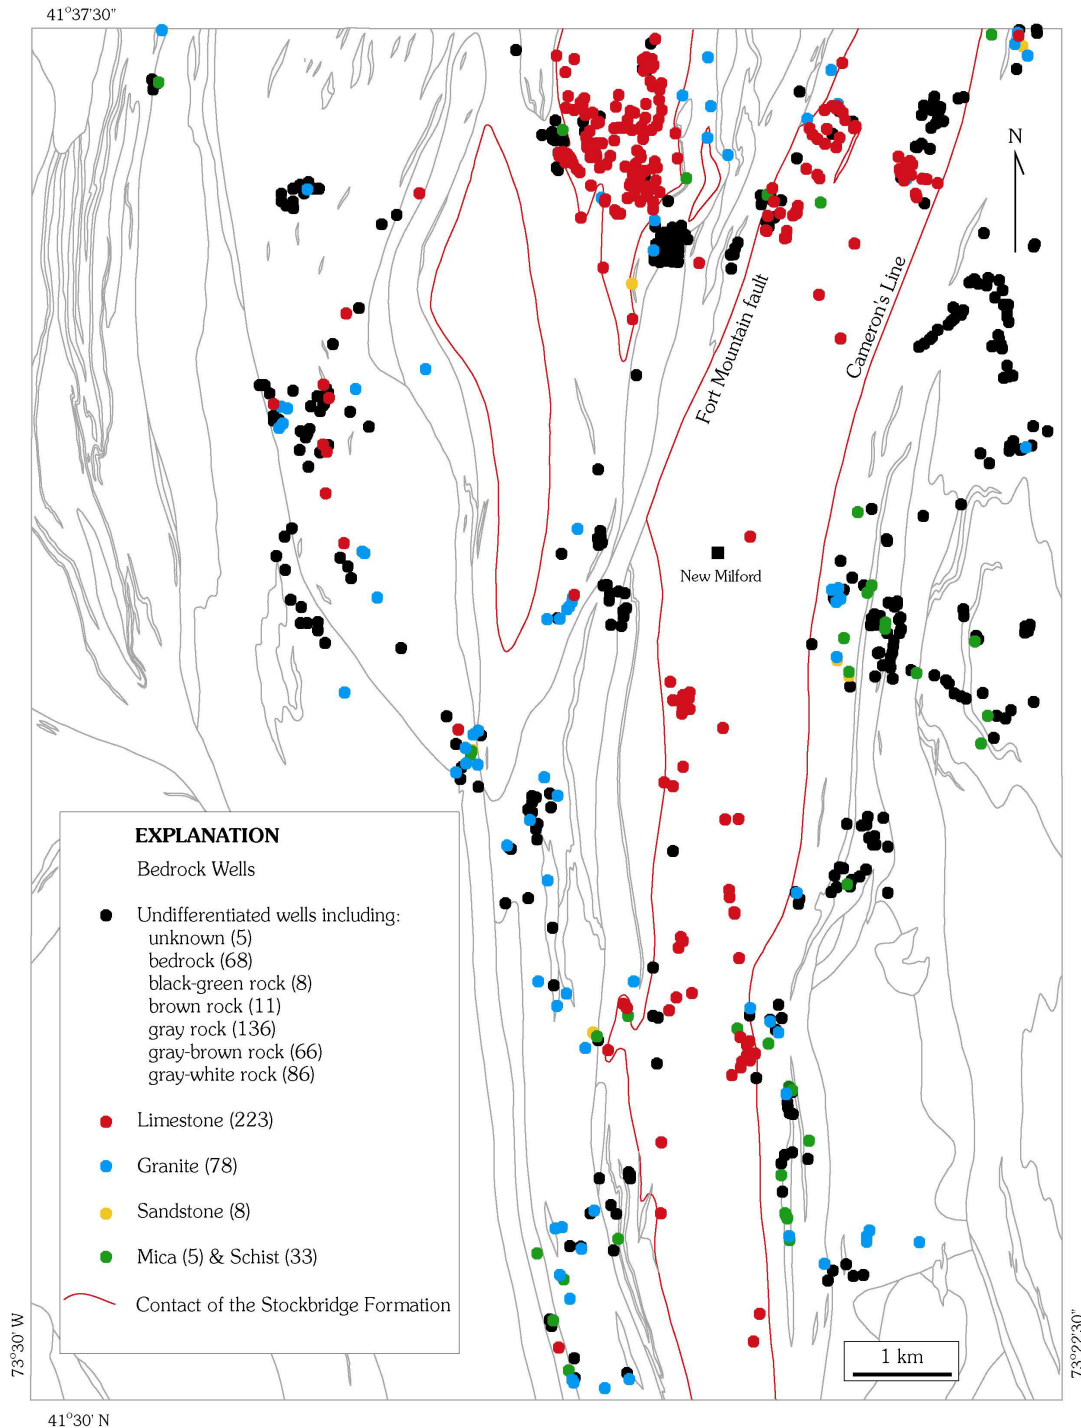 41°37'30"
N
Fort Mountain fault
Cameron's Line
New Milford
EXPLANATION
Bedrock Wells
Undifferentiated wells including:
unknown (5)
bedrock (68)
black-green rock (8)
brown rock (11)
gray rock (136)
gray-brown rock (66)
gray-white rock (86)
Limestone (223)
Granite (78)
Sandstone (8)
Mica (5) & Schist (33)
Contact of the Stockbridge Formation
1 km
73°30' W
73°22'30"
41°30' N